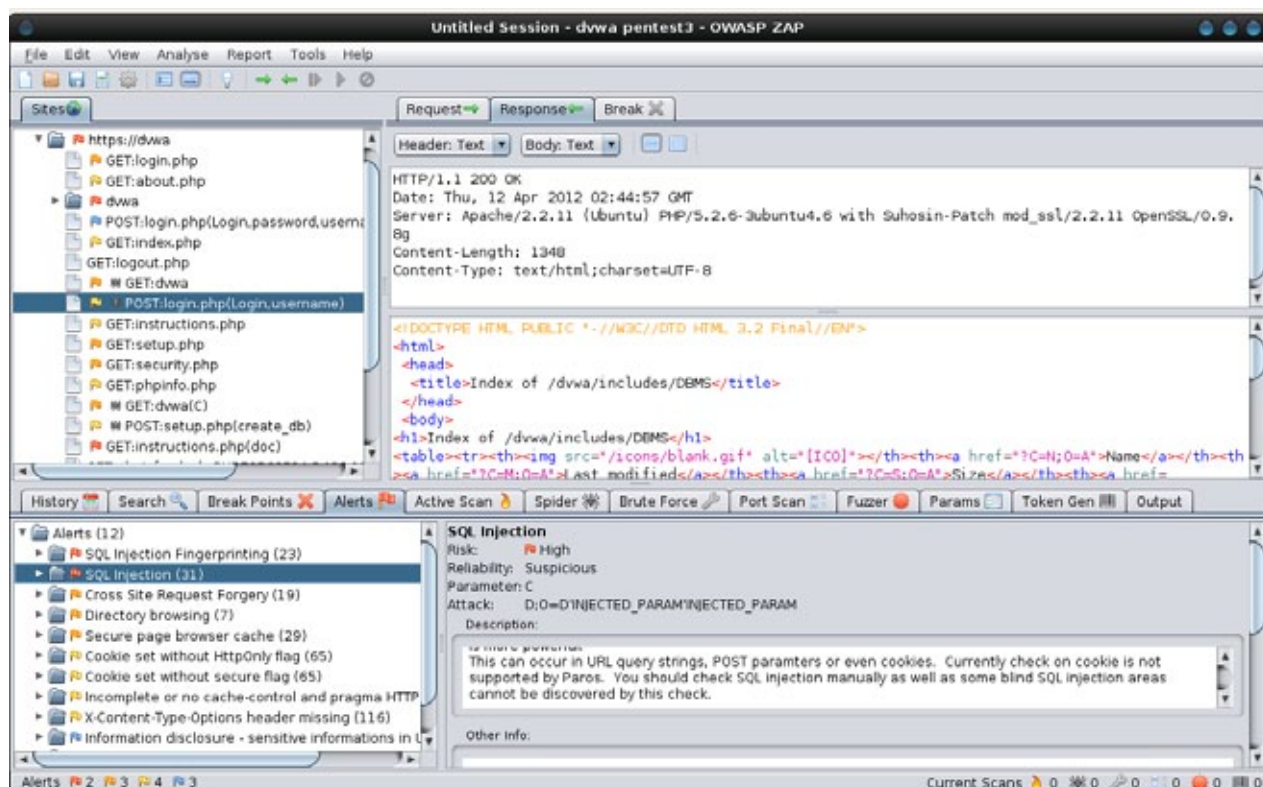 Untitled Session - dvwa pentest3 - OWASP ZAP
File Edit View Analyse Report Tools Help
Sites
https://dvwa
GET:login.php
GET:about.php
dvwa
POST:login.php(Login,password,userna
GET:index.php
GET:logout.php
GET:dvwa
POST:login.php(Login,username)
GET:instructions.php
GET:setup.php
GET:security.php
GET:phpinfo.php
GET:dvwa(C)
POST:setup.php(create_db)
GET:instructions.php(doc)
Request Response Break
Header: Text Body: Text
HTTP/1.1 200 OK
Date: Thu, 12 Apr 2012 02:44:57 GMT
Server: Apache/2.2.11 (Ubuntu) PHP/5.2.6-3ubuntu4.6 with Suhosin-Patch mod_ssl/2.2.11 OpenSSL/0.9.
8g
Content-Length: 1348
Content-Type: text/html;charset=UTF-8
<!DOCTYPE HTML PUBLIC "-//W3C//DTD HTML 3.2 Final//EN">
<html>
<head>
<title>Index of /dvwa/includes/DBMS</title>
</head>
<body>
<h1>Index of /dvwa/includes/DBMS</h1>
<table><tr><th><img src="/icons/blank.gif" alt="[ICO]"></th><th><a href="?C=N;O=A">Name</a></th><th
><a href="?C=M;O=A">Last modified</a></th><th><a href="?C=S;O=A">Size</a></th><th><a href=
History Search Break Points Alerts Active Scan Spider Brute Force Port Scan Fuzzer Params Token Gen Output
Alerts (12)
SQL Injection Fingerprinting (23)
SQL Injection (31)
Cross Site Request Forgery (19)
Directory browsing (7)
Secure page browser cache (29)
Cookie set without HttpOnly flag (65)
Cookie set without secure flag (65)
Incomplete or no cache-control and pragma HTTP
X-Content-Type-Options header missing (116)
Information disclosure - sensitive informations in U
SQL Injection
Risk: High
Reliability: Suspicious
Parameter: C
Attack: D;O=D'INJECTED_PARAM'INJECTED_PARAM
Description:
is more powerful.
This can occur in URL query strings, POST paramters or even cookies. Currently check on cookie is not
supported by Paros. You should check SQL injection manually as well as some blind SQL injection areas
cannot be discovered by this check.
Other Info:
Alerts 2 3 4 3
Current Scans 0 0 0 0 0 0